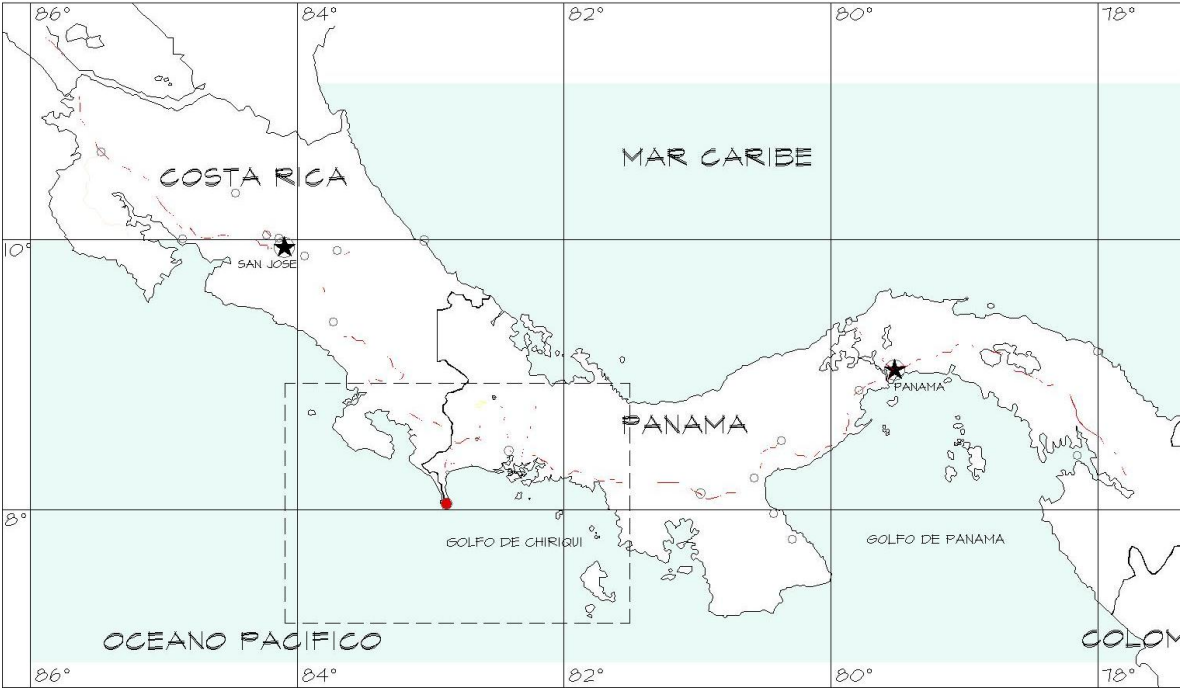 86°
84°
82°
80°
78°
MAR CARIBE
COSTA RICA
10°
SAN JOSE
PANAMA
PANAMA
8°
GOLFO DE CHIRIQUI
GOLFO DE PANAMA
OCEANO PACIFICO
COLOM
86°
84°
82°
80°
78°